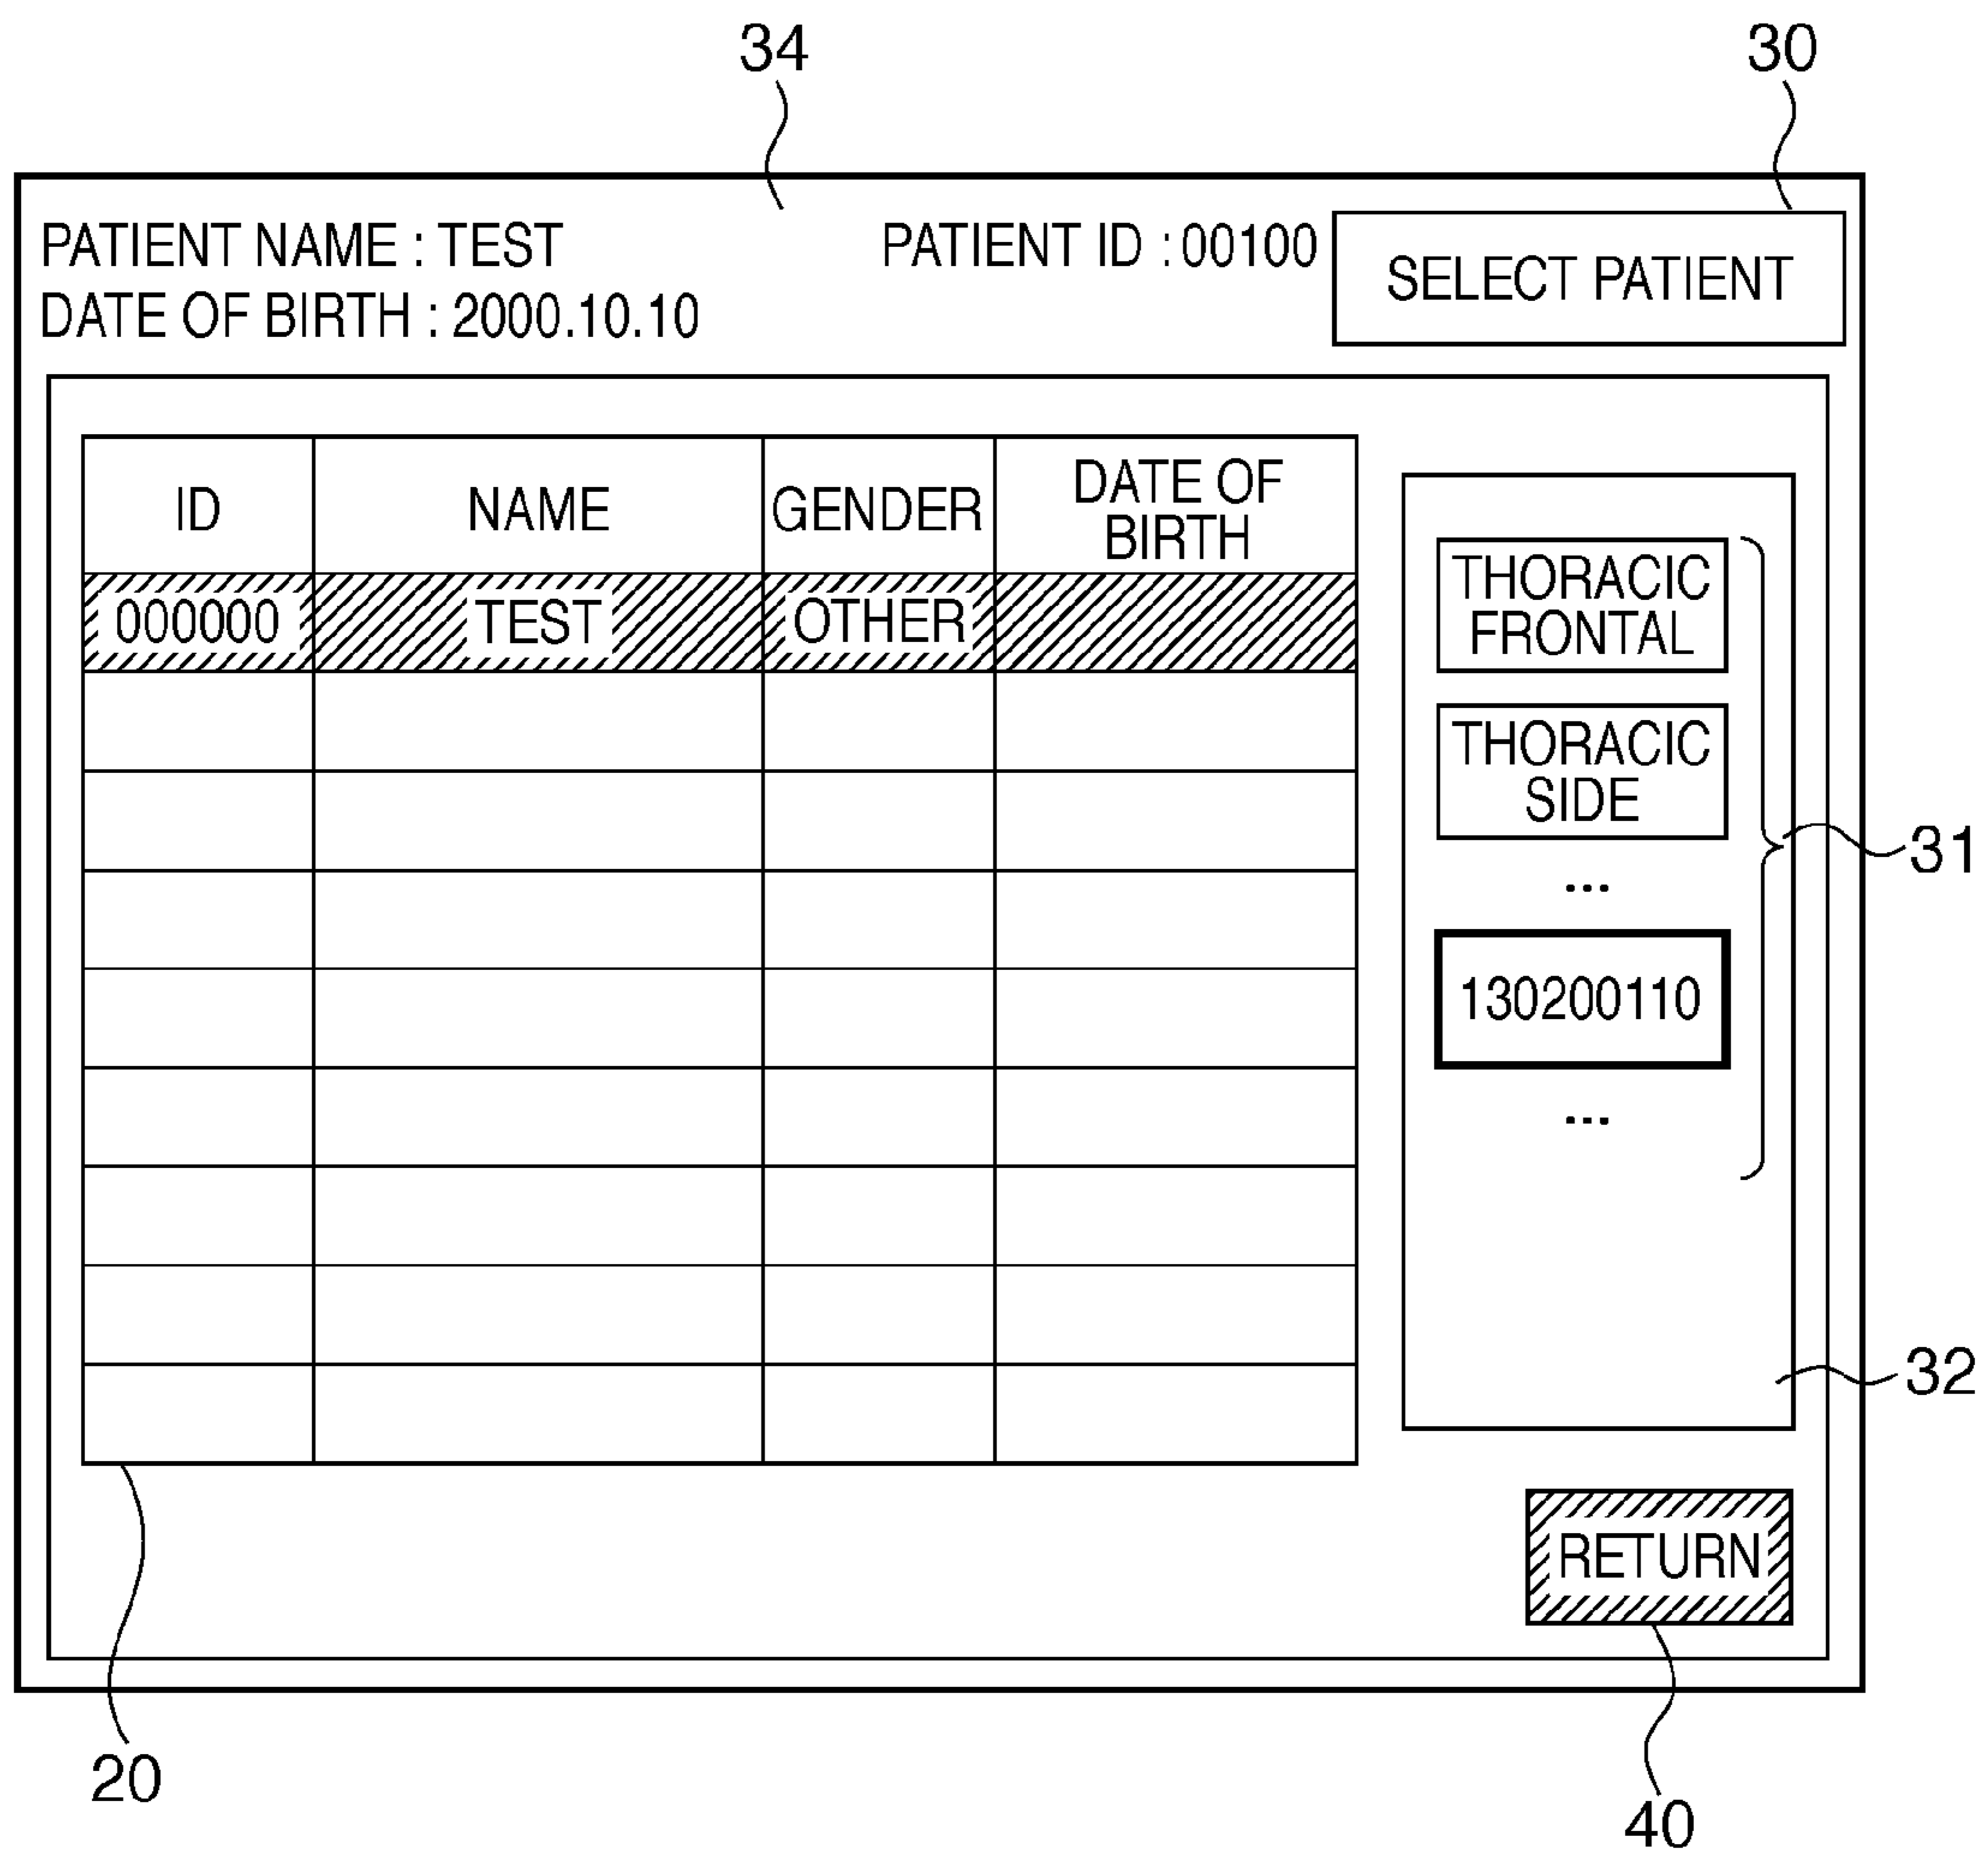 34
30
PATIENT NAME : TEST
PATIENT ID : 00100
DATE OF BIRTH : 2000.10.10
SELECT PATIENT
ID
NAME
GENDER
DATE OF
BIRTH
000000
TEST
OTHER
THORACIC
FRONTAL
THORACIC
SIDE
...
130200110
...
31
32
RETURN
20
40